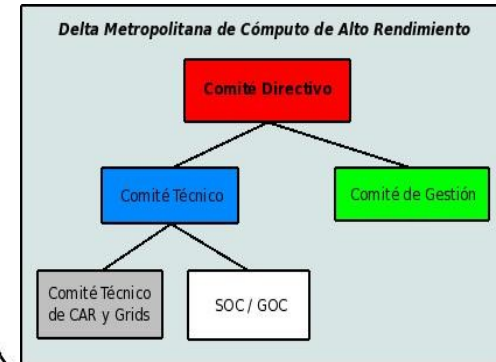 Delta Metropolitana de Cómputo de Alto Rendimiento
Comité Directivo
Comité Técnico
Comité de Gestión
Comité Técnico
de CAR y Grids
SOC / GOC